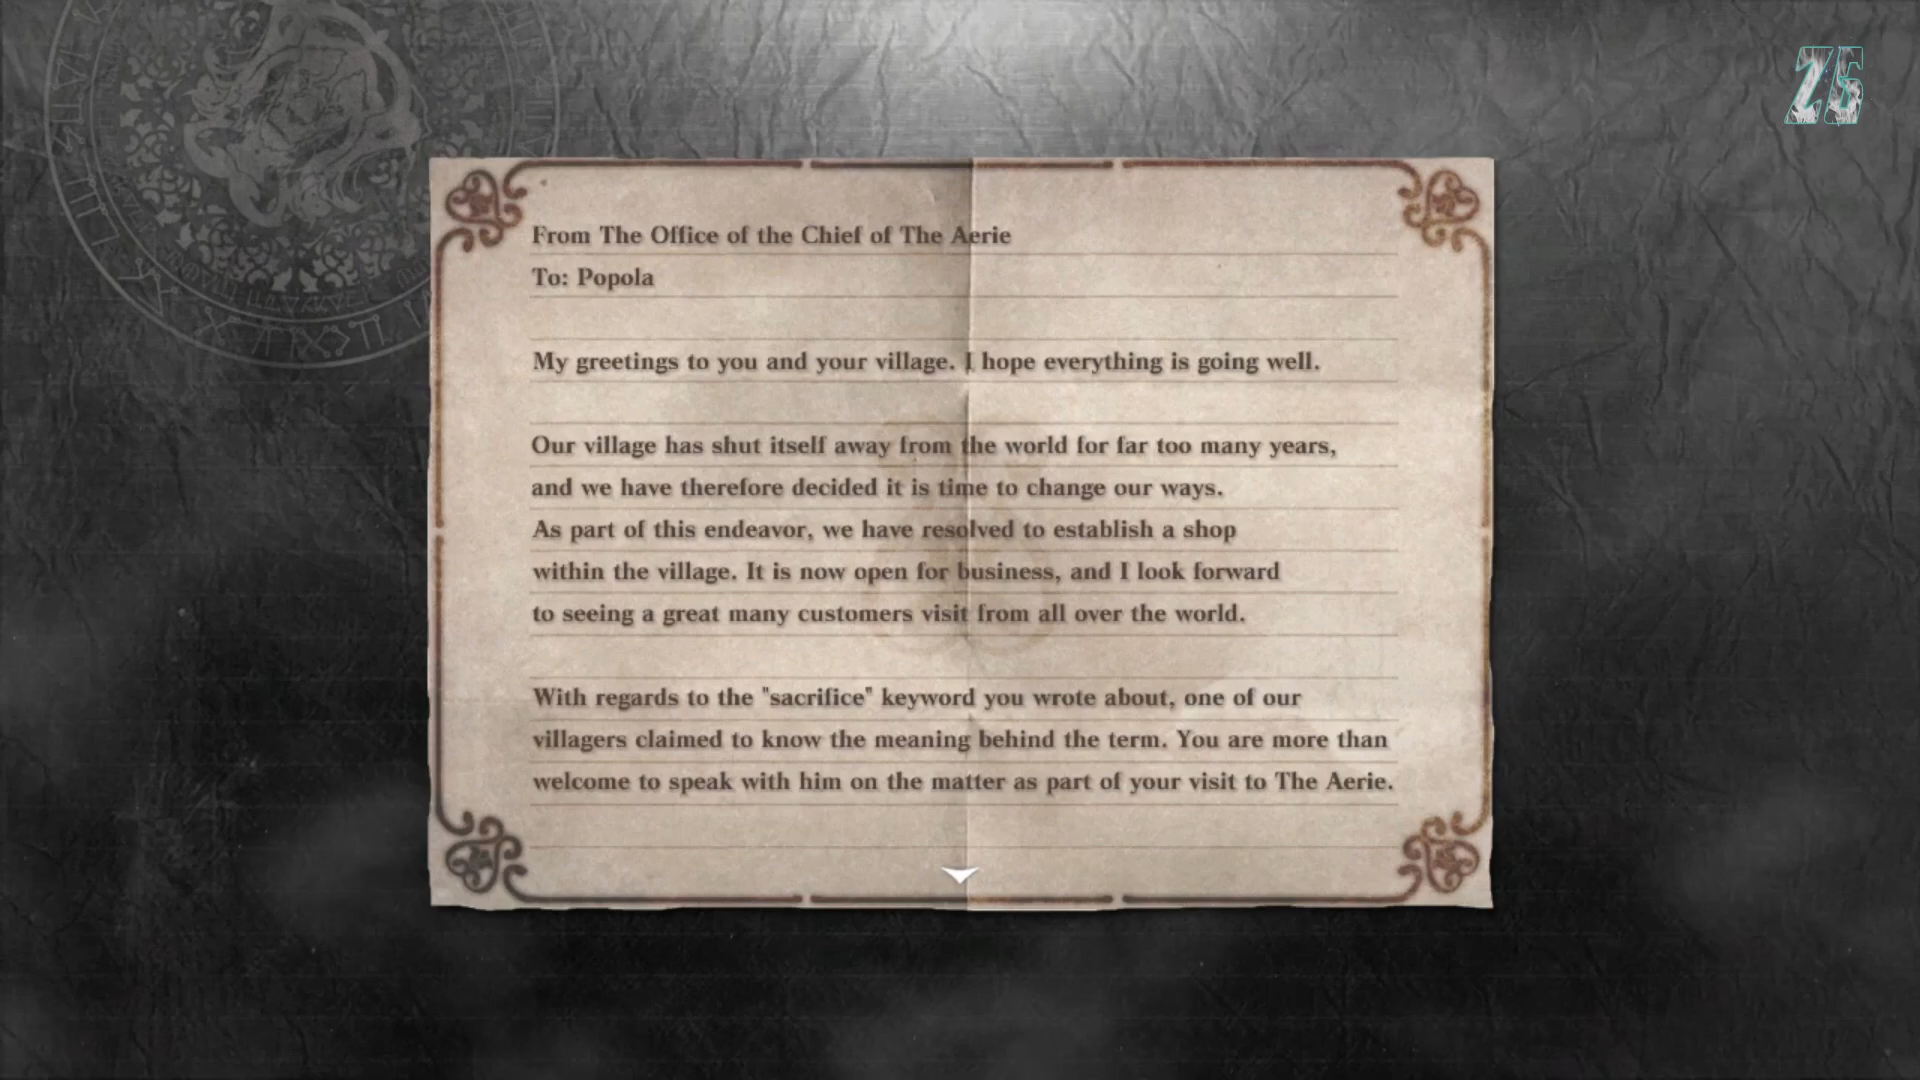 ZG
From The Office of the Chief of The Aerie
To: Popola
My greetings to you and your village. I hope everything is going well.
Our village has shut itself away from the world for far too many years,
and we have therefore decided it is time to change our ways.
As part of this endeavor, we have resolved to establish a shop
within the village. It is now open for business, and I look forward
to seeing a great many customers visit from all over the world.
With regards to the "sacrifice" keyword you wrote about, one of our
villagers claimed to know the meaning behind the term. You are more than
welcome to speak with him on the matter as part of your visit to The Aerie.